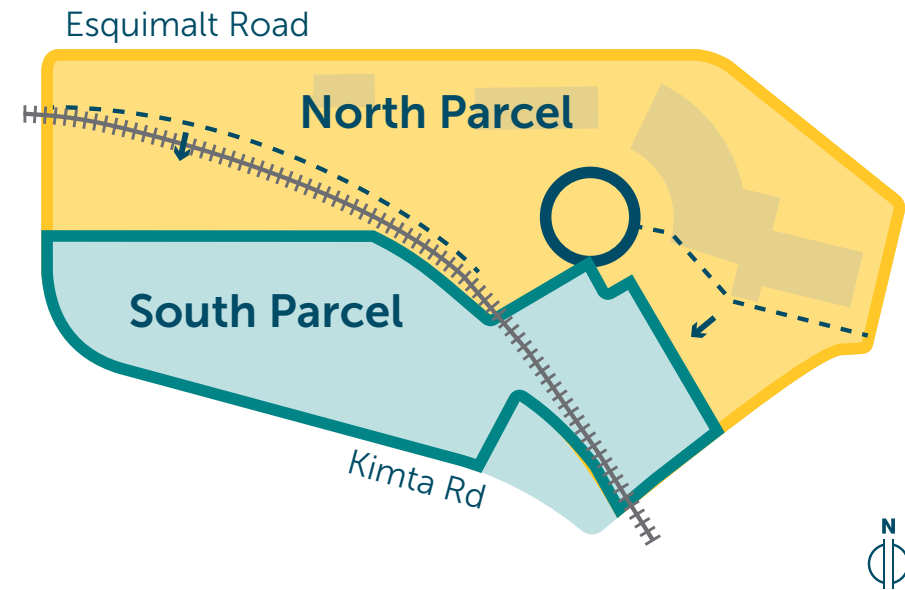 Esquimalt Road
North Parcel
South Parcel
Kimta Rd
N